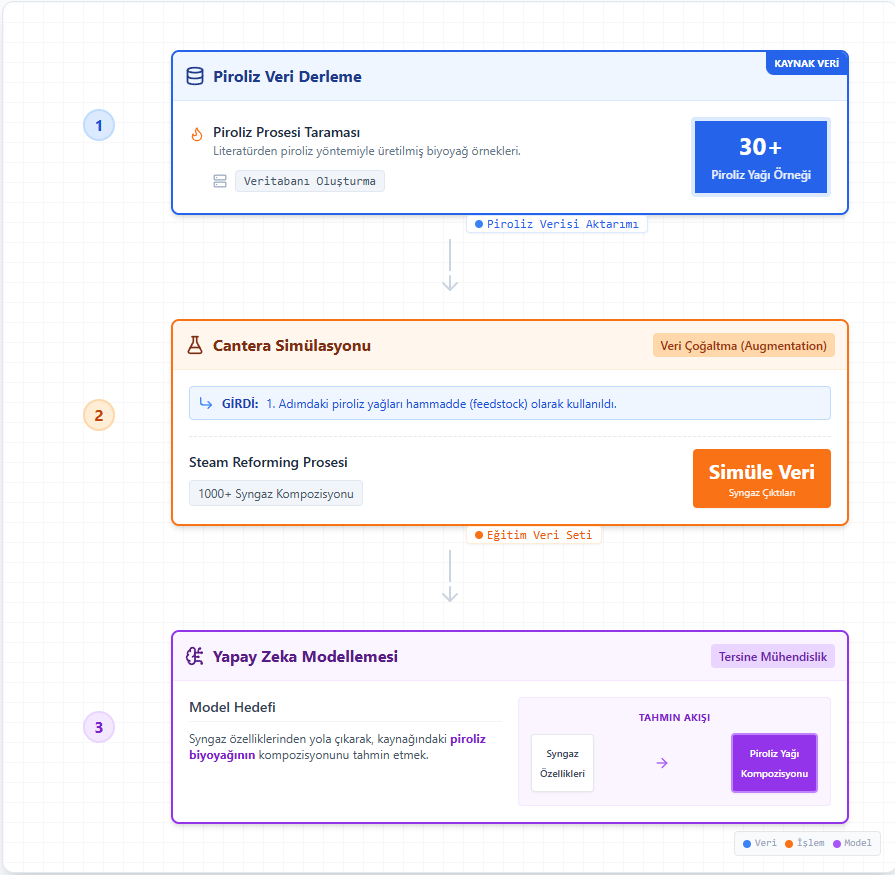 KAYNAK VERİ
Piroliz Veri Derleme
1
Piroliz Prosesi Taraması
Literatürden piroliz yöntemiyle üretilmiş biyoyağ örnekleri.
Veritabanı Oluşturma
30+
Piroliz Yağı Örneği
Piroliz Verisi Aktarımı
Cantera Simülasyonu
Veri Çoğaltma (Augmentation)
2
GİRDİ: 1. Adımdaki piroliz yağları hammadde (feedstock) olarak kullanıldı.
Steam Reforming Prosesi
1000+ Syngaz Kompozisyonu
Simüle Veri
Syngaz Çıktıları
Eğitim Veri Seti
Yapay Zeka Modellemesi
Tersine Mühendislik
3
Model Hedefi
Syngaz özelliklerinden yola çıkarak, kaynağındaki piroliz
biyoyağının kompozisyonunu tahmin etmek.
TAHMIN AKIŞI
Syngaz
Özellikleri
Piroliz Yağı
Kompozisyonu
Veri İşlem Model